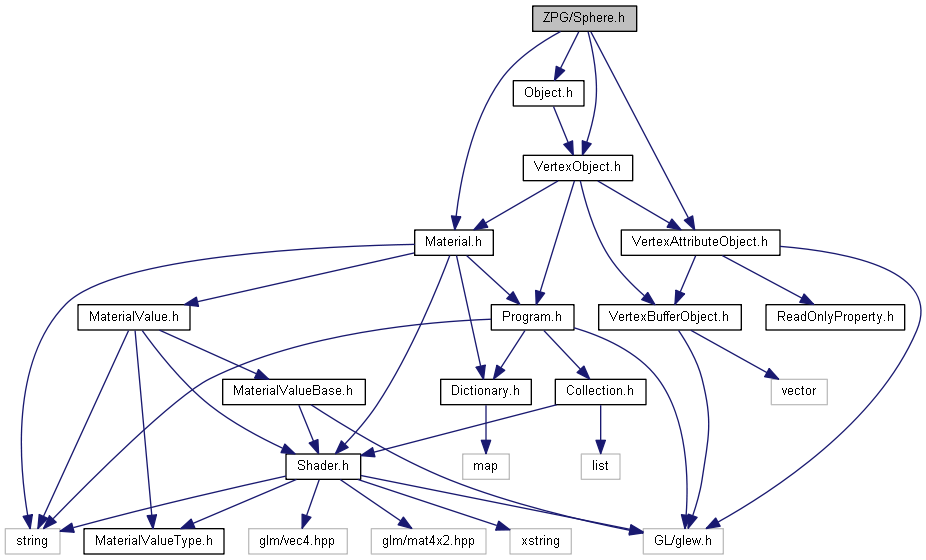 ZPG/Sphere.h
Object.h
VertexObject.h
Material.h
VertexAttributeObject.h
MaterialValue.h
Program.h
VertexBufferObject.h
ReadOnlyProperty.h
MaterialValueBase.h
Dictionary.h
Collection.h
vector
Shader.h
map
list
string
MaterialValueType.h
glm/vec4.hpp
glm/mat4x2.hpp
xstring
GL/glew.h